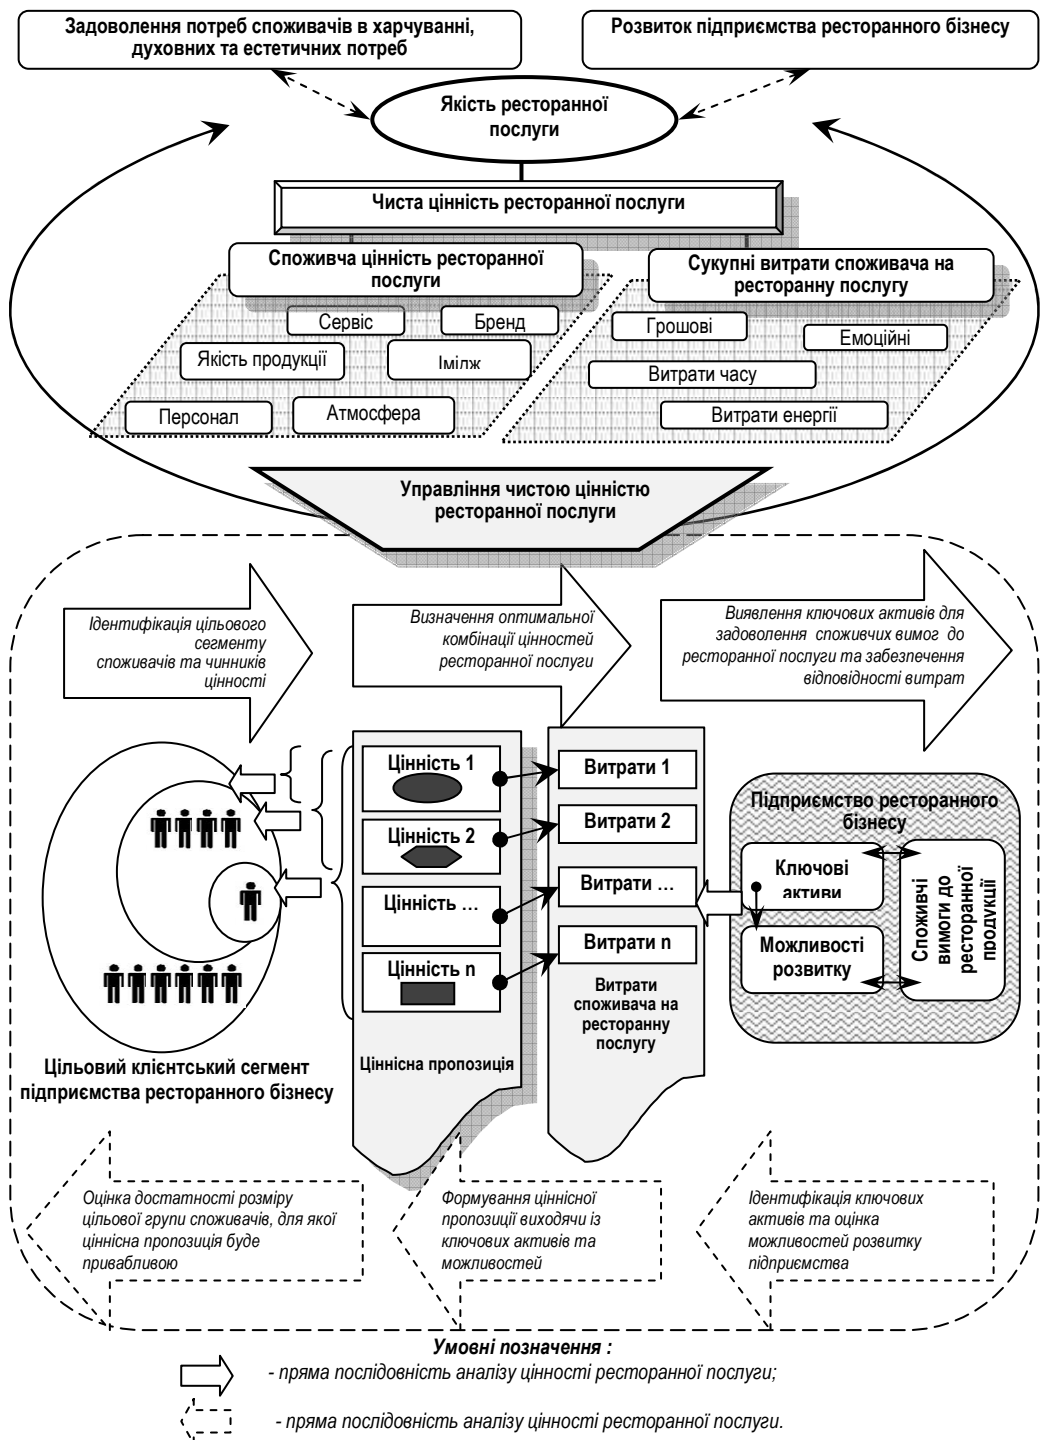 Задоволення потреб споживачів в харчуванні,
духовних та естетичних потреб
Розвиток підприємства ресторанного бізнесу
Якість ресторанної
послуги
Чиста цінність ресторанної послуги
Споживча цінність ресторанної
послуги
Сукупні витрати споживача на
ресторанну послугу
Сервіс
Бренд
Якість продукції
Імідж
Персонал
Атмосфера
Грошові
Емоційні
Витрати часу
Витрати енергії
Управління чистою цінністю
ресторанної послуги
Ідентифікація цільового
сегменту
споживачів та чинників
цінності
Визначення оптимальної
комбінації цінностей
ресторанної послуги
Виявлення ключових активів для
задоволення споживчих вимог до
ресторанної послуги та забезпечення
відповідності витрат
Цінність 1
Цінність 2
Цінність ...
Цінність n
Ціннісна пропозиція
Витрати 1
Витрати 2
Витрати ...
Витрати n
Витрати
споживача на
ресторанну
послугу
Підприємство ресторанного
бізнесу
Ключові
активи
Можливості
розвитку
Споживчі
вимоги до
ресторанної
продукції
Цільовий клієнтський сегмент
підприємства ресторанного бізнесу
Оцінка достатності розміру
цільової групи споживачів, для якої
ціннісна пропозиція буде
привабливою
Формування ціннісної
пропозиції виходячи із
ключових активів та
можливостей
Ідентифікація ключових
активів та оцінка
можливостей розвитку
підприємства
Умовні позначення :
- пряма послідовність аналізу цінності ресторанної послуги;
- пряма послідовність аналізу цінності ресторанної послуги.